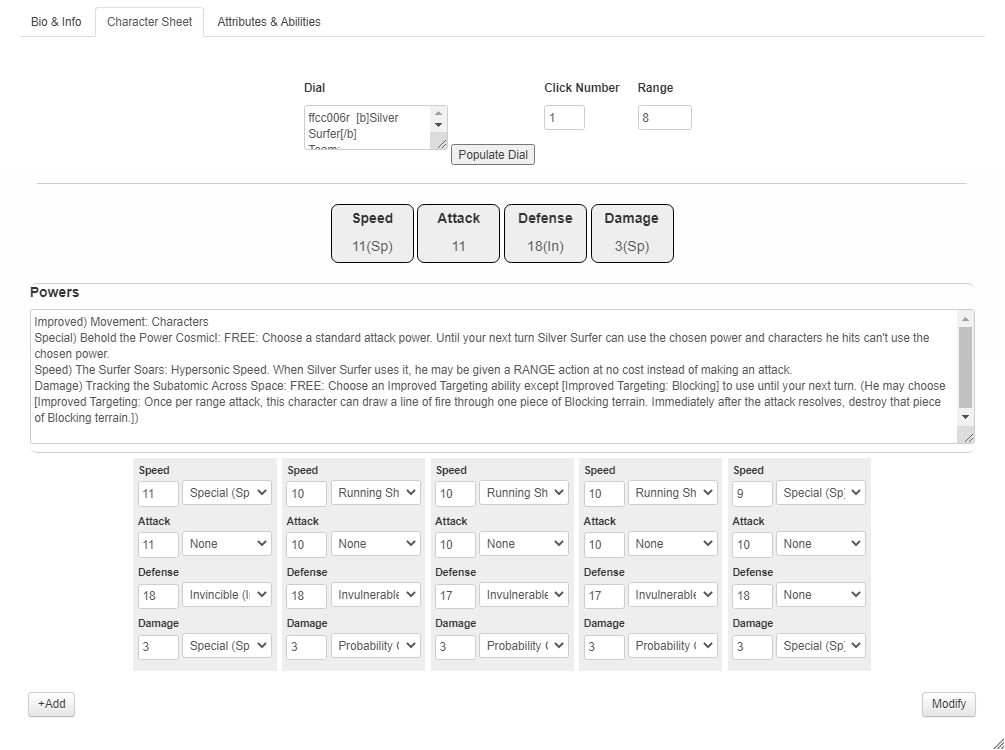 Bio & Info Character Sheet Attributes & Abilities
Dial Click Number Range
ffcc006r [b]Silver
Surfer[/b]
1 8
Populate Dial
Speed Attack Defense Damage
11(Sp) 11 18(In) 3(Sp)
Powers
Improved) Movement: Characters
Special) Behold the Power Cosmic!: FREE: Choose a standard attack power. Until your next turn Silver Surfer can use the chosen power and characters he hits can't use the
chosen power.
Speed) The Surfer Soars: Hypersonic Speed. When Silver Surfer uses it, he may be given a RANGE action at no cost instead of making an attack.
Damage) Tracking the Subatomic Across Space: FREE: Choose an Improved Targeting ability except [Improved Targeting: Blocking] to use until your next turn. (He may choose
[Improved Targeting: Once per range attack, this character can draw a line of fire through one piece of Blocking terrain. Immediately after the attack resolves, destroy that piece
of Blocking terrain.])
Speed Speed Speed Speed Speed
11 Special (Sp 10 Running Sh 10 Running Sh 10 Running Sh 9 Special (Sp
Attack Attack Attack Attack Attack
11 None 10 None 10 None 10 None 10 None
Defense Defense Defense Defense Defense
18 Invincible (I 18 Invulnerable 17 Invulnerable 17 Invulnerable 18 None
Damage Damage Damage Damage Damage
3 Special (Sp 3 Probability ( 3 Probability ( 3 Probability ( 3 Special (Sp
+Add Modify